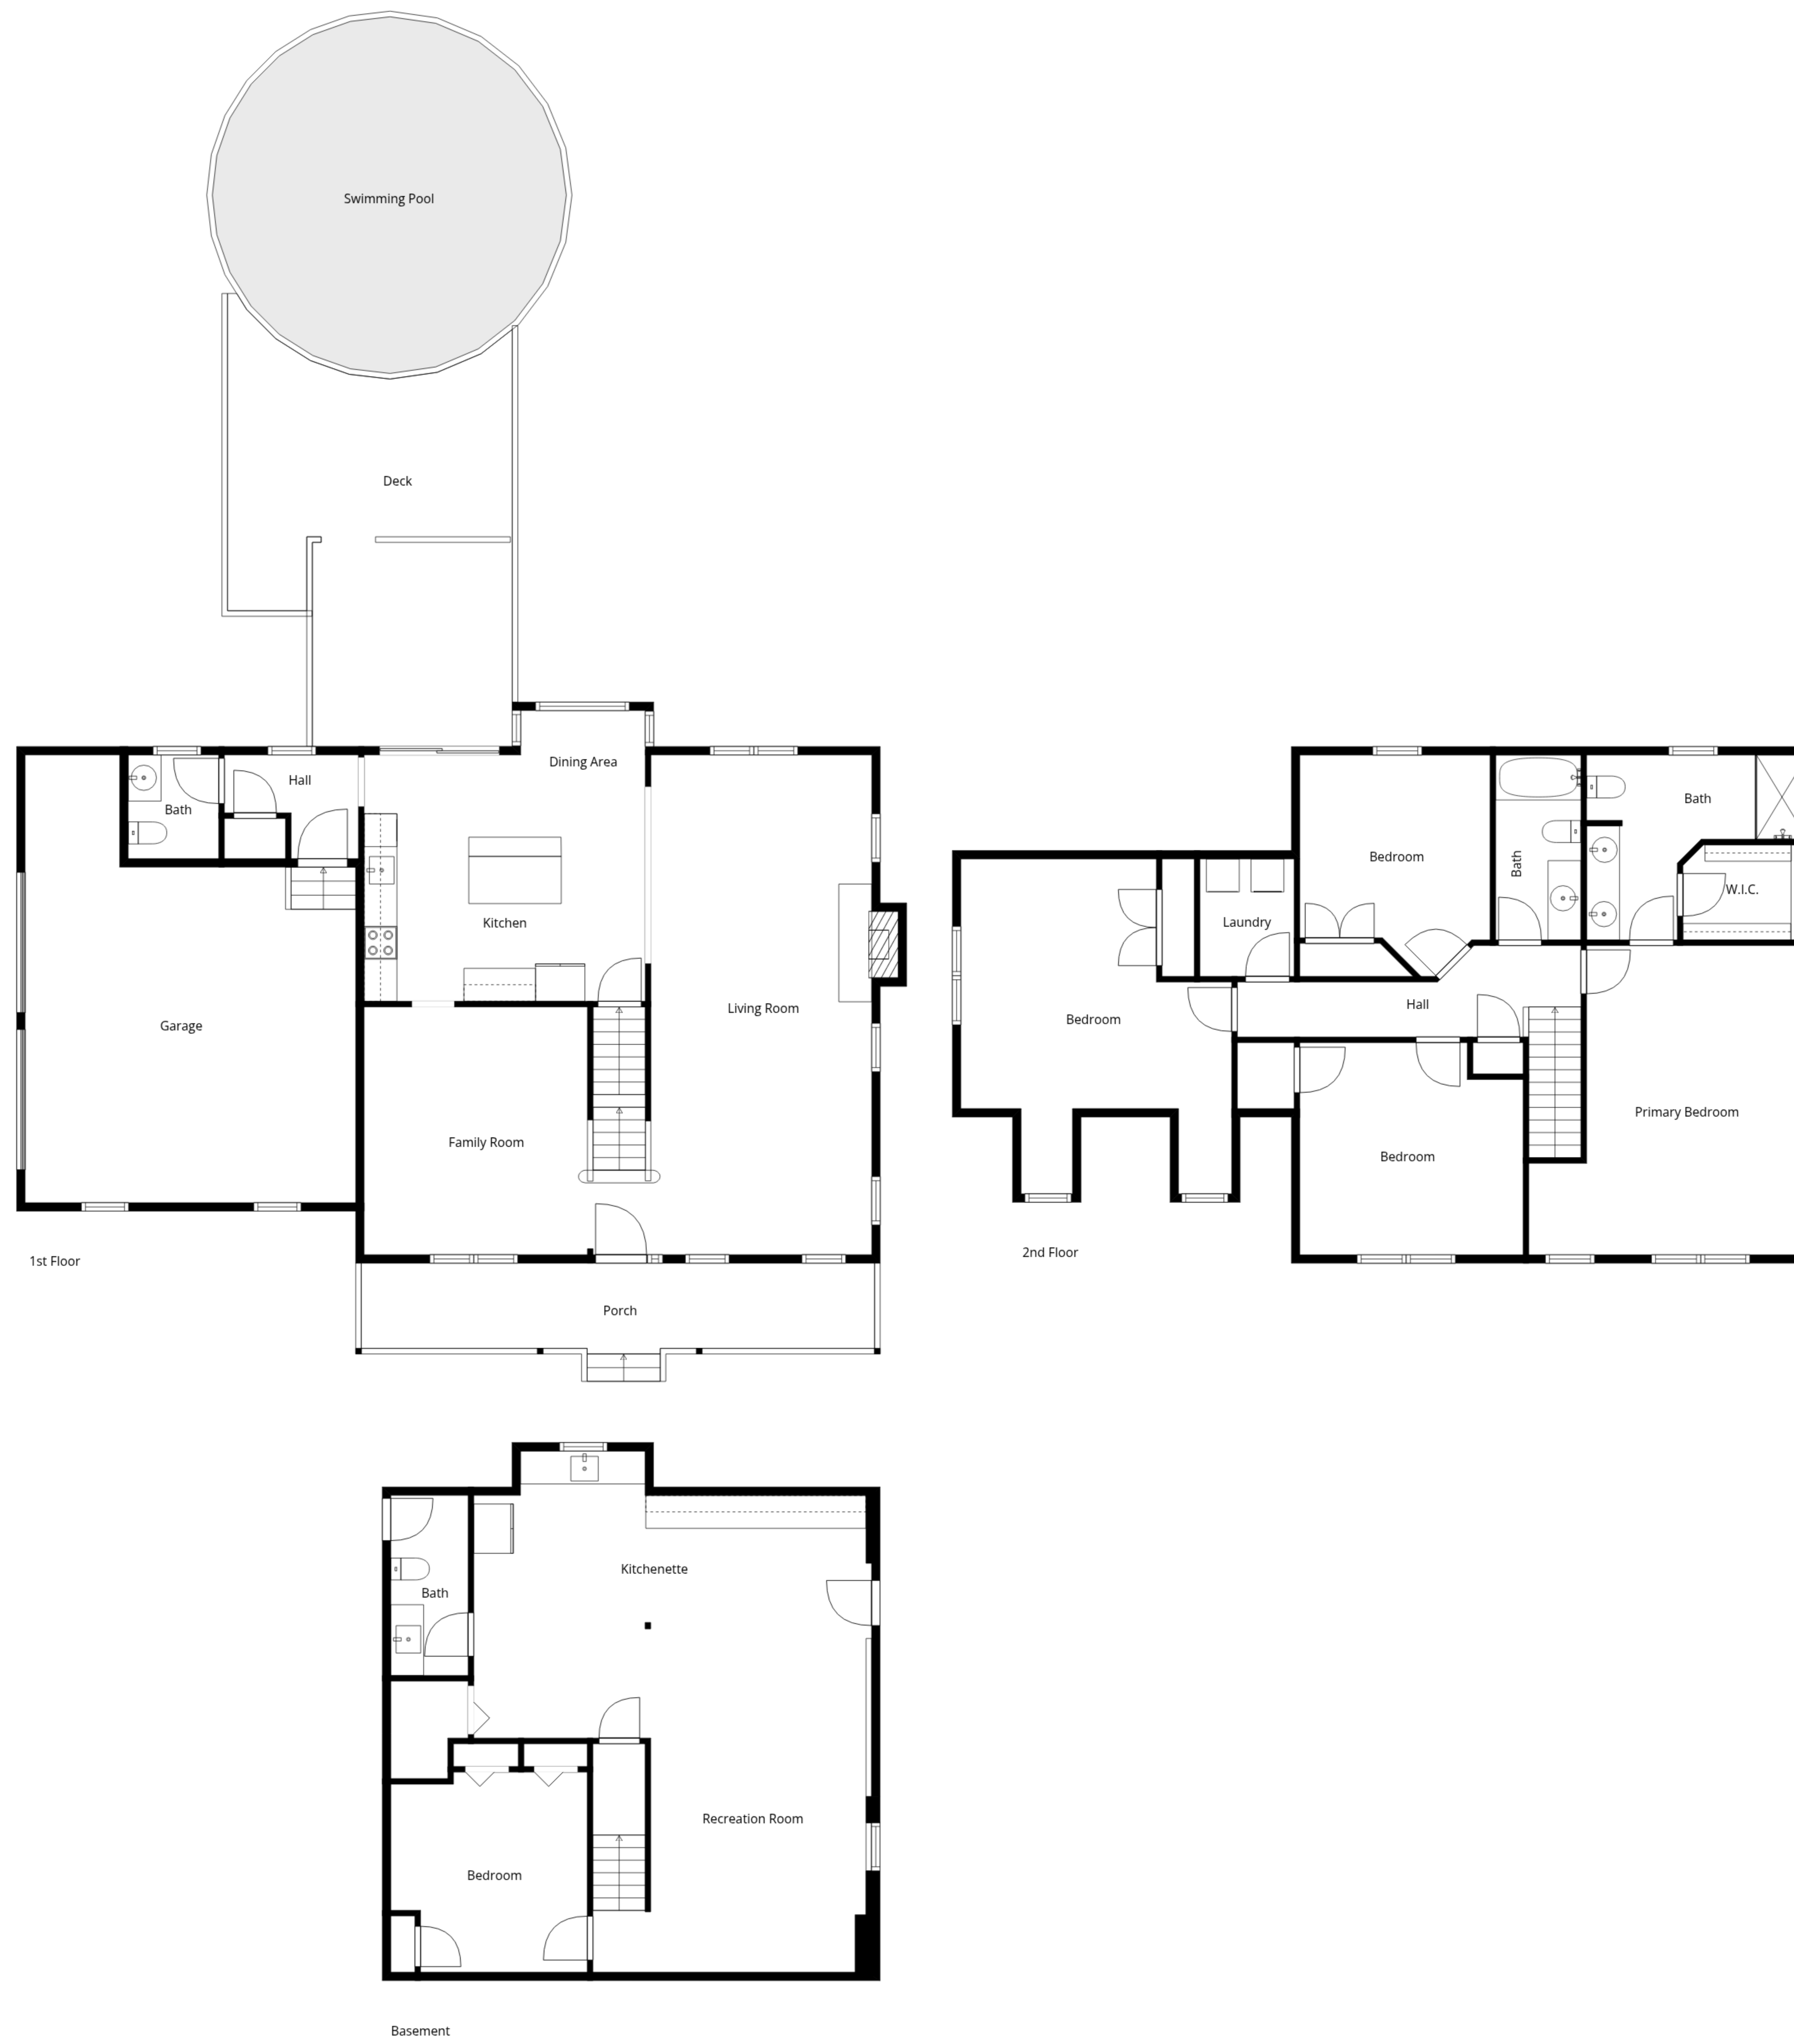 Swimming Pool
Deck
Dining Area
Hall
Bath
Kitchen
Living Room
Garage
Family Room
1st Floor
Porch
Bath
Bedroom
Bath
W.I.C.
Laundry
Hall
Bedroom
Primary Bedroom
Bedroom
2nd Floor
Kitchenette
Bath
Recreation Room
Bedroom
Basement